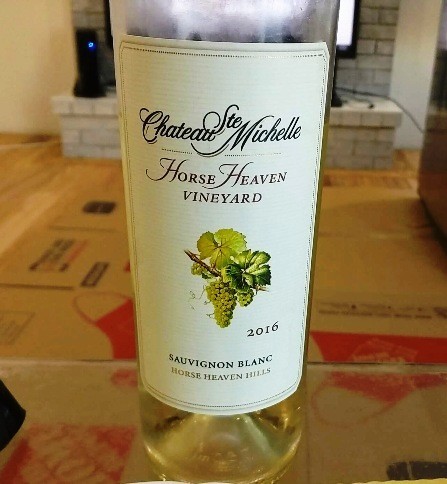 Chateau Ste Michelle
Horse Heaven
VINEYARD
2016
SAUVIGNON BLANC
HORSE HEAVEN HILLS